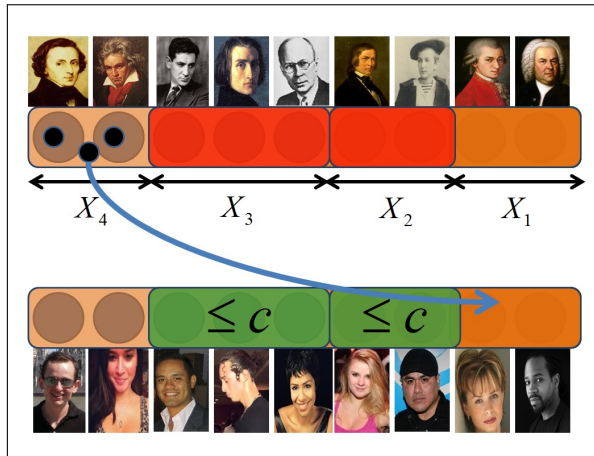 X₄ X₃ X₂ X₁
≤ c ≤ c